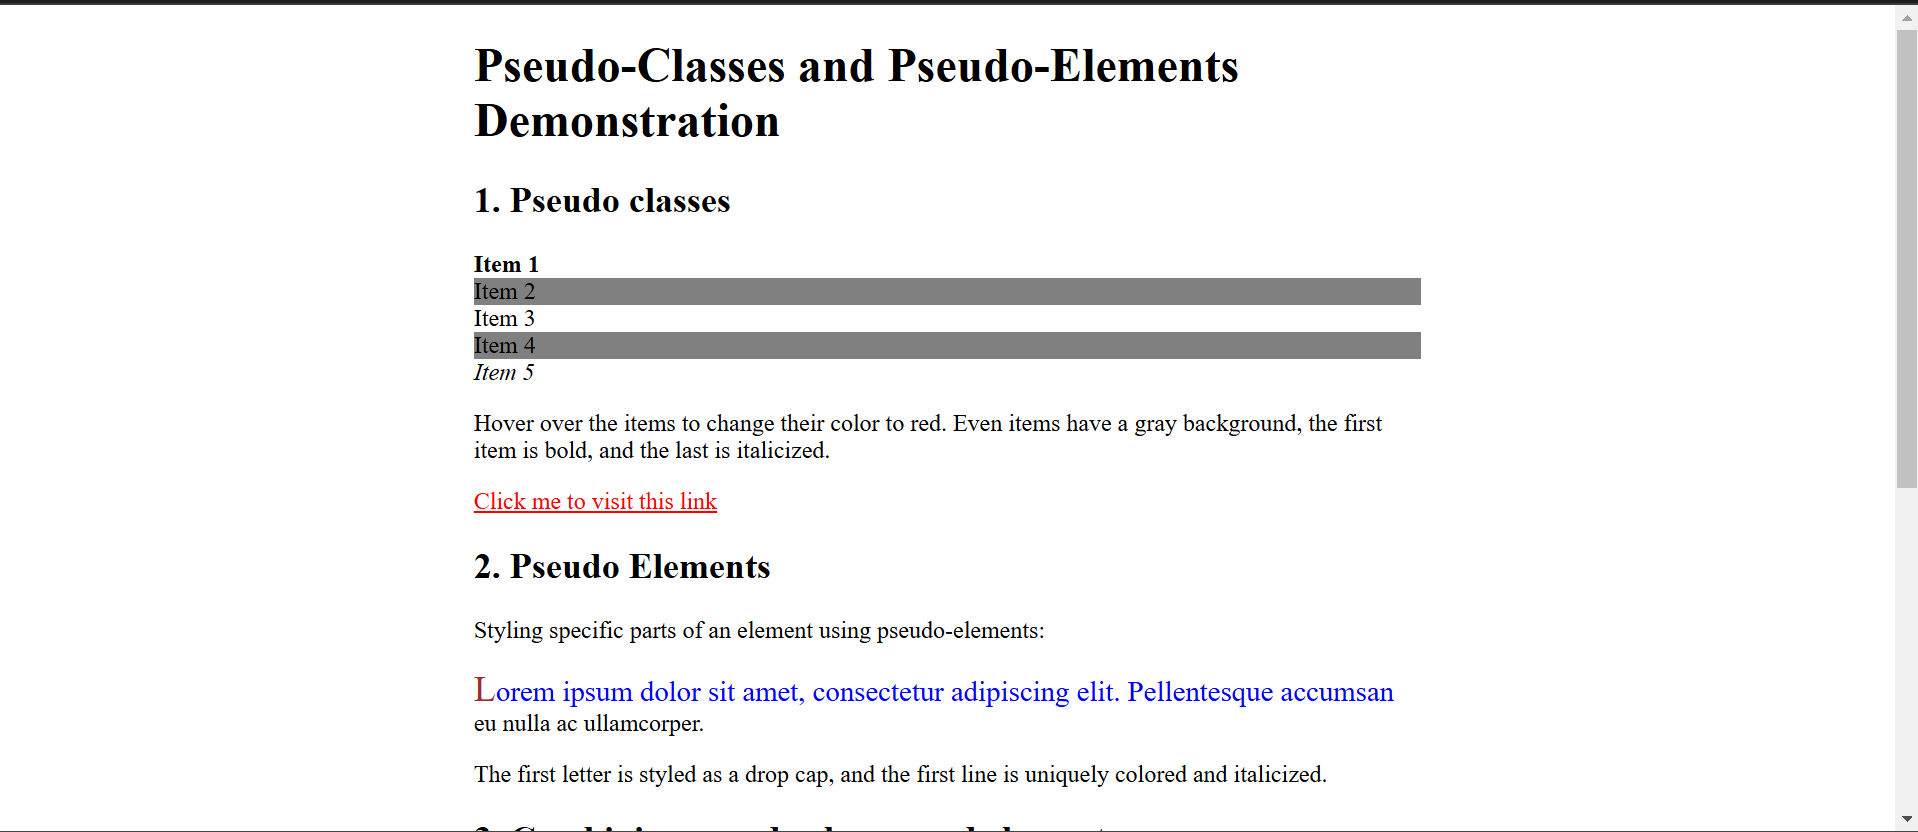 Pseudo-Classes and Pseudo-Elements
Demonstration
1. Pseudo classes
Item 1
Item 2
Item 3
Item 4
Item 5
Hover over the items to change their color to red. Even items have a gray background, the first
item is bold, and the last is italicized.
Click me to visit this link
2. Pseudo Elements
Styling specific parts of an element using pseudo-elements:
Lorem ipsum dolor sit amet, consectetur adipiscing elit. Pellentesque accumsan
eu nulla ac ullamcorper.
The first letter is styled as a drop cap, and the first line is uniquely colored and italicized.